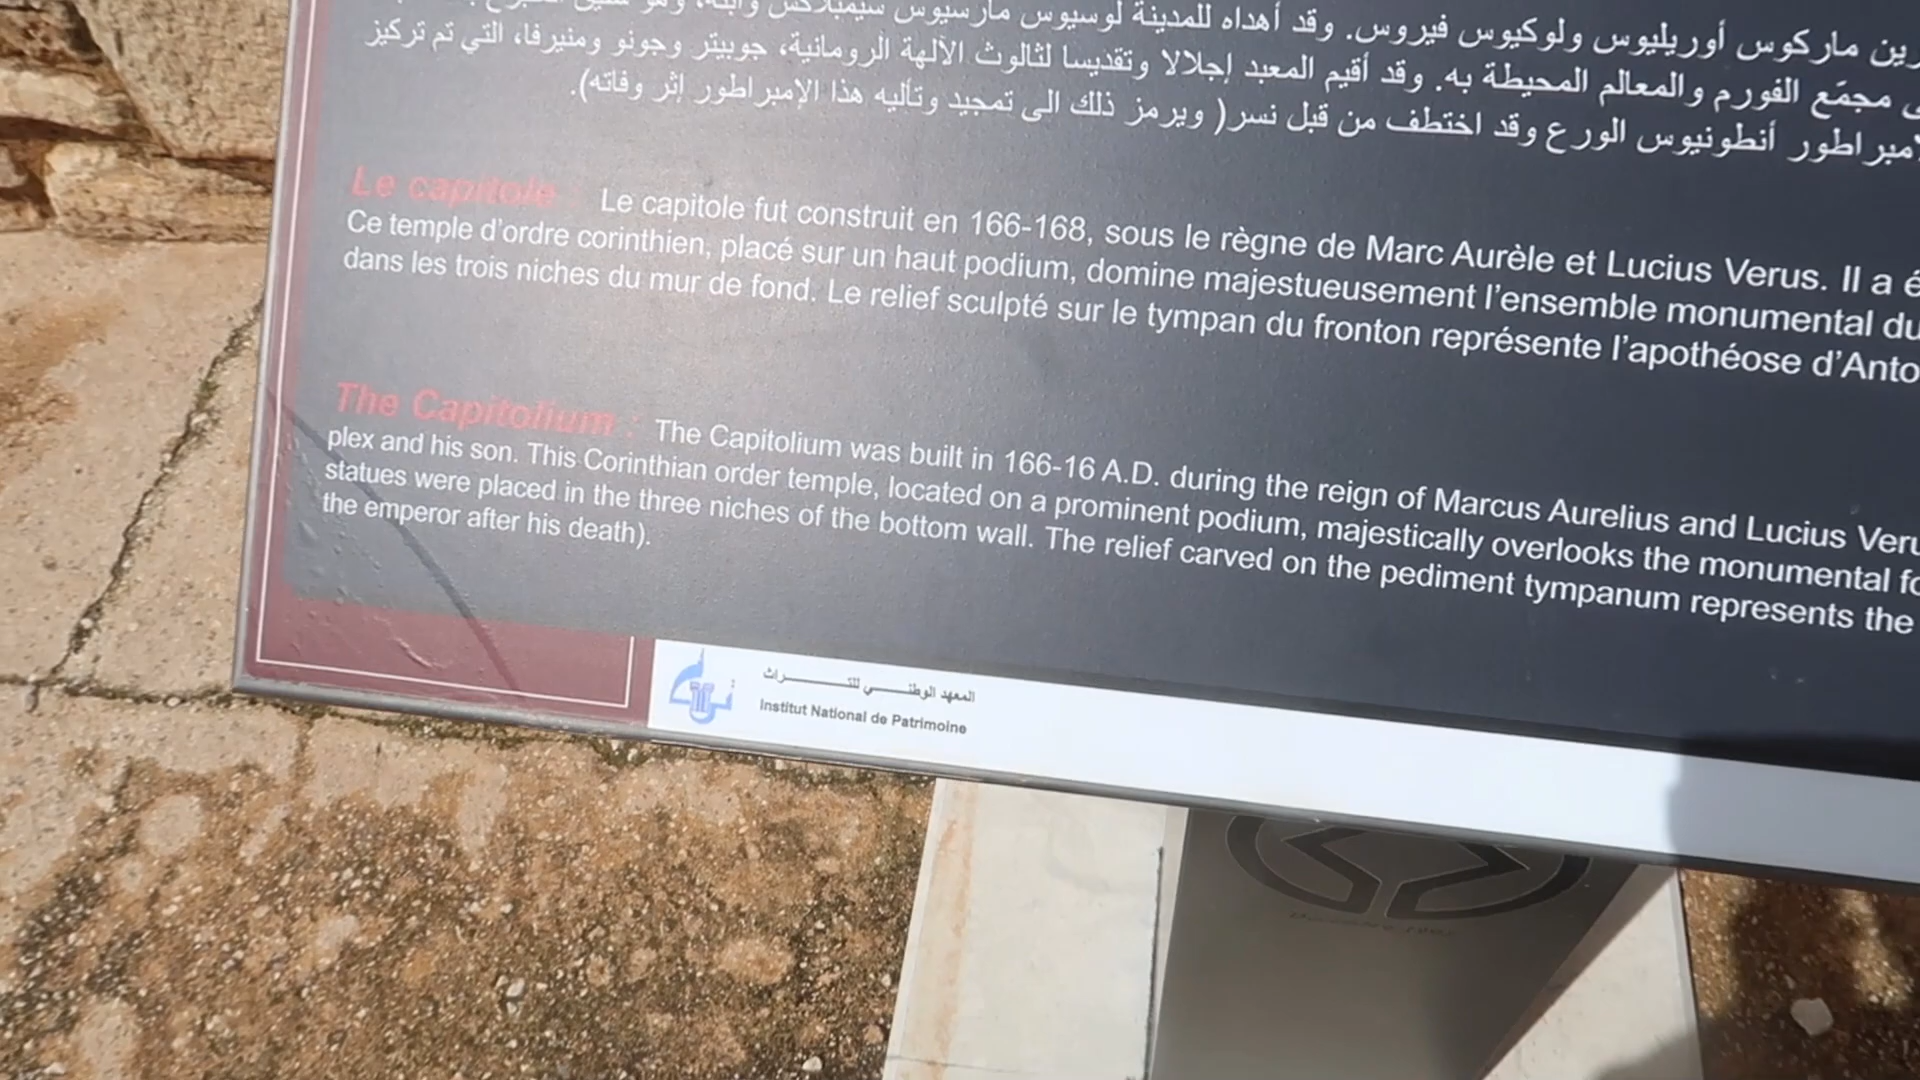 رين ماركوس أوريليوس ولوكيوس فيروس. وقد أهداه للمدينة لوسيوس مارسيوس سيمبلاكس وابنه، وهو
مجمّع الفورم والمعالم المحيطة به. وقد أقيم المعبد إجلالا وتقديسا لثالوث الآلهة الرومانية، جوبيتر وجونو ومنيرفا، التي تم تركيز
مبراطور أنطونيوس الورع وقد اختطف من قبل نسر( ويرمز ذلك الى تمجيد وتأليه هذا الإمبراطور إثر وفاته).
Le capitole : Le capitole fut construit en 166-168, sous le règne de Marc Aurèle et Lucius Verus. Il a é
Ce temple d'ordre corinthien, placé sur un haut podium, domine majestueusement l'ensemble monumental du
dans les trois niches du mur de fond. Le relief sculpté sur le tympan du fronton représente l'apothéose d'Anto
The Capitolium : The Capitolium was built in 166-16 A.D. during the reign of Marcus Aurelius and Lucius Veru
plex and his son. This Corinthian order temple, located on a prominent podium, majestically overlooks the monumental fo
statues were placed in the three niches of the bottom wall. The relief carved on the pediment tympanum represents the
the emperor after his death).
المعهد الوطني للتراث
Institut National de Patrimoine